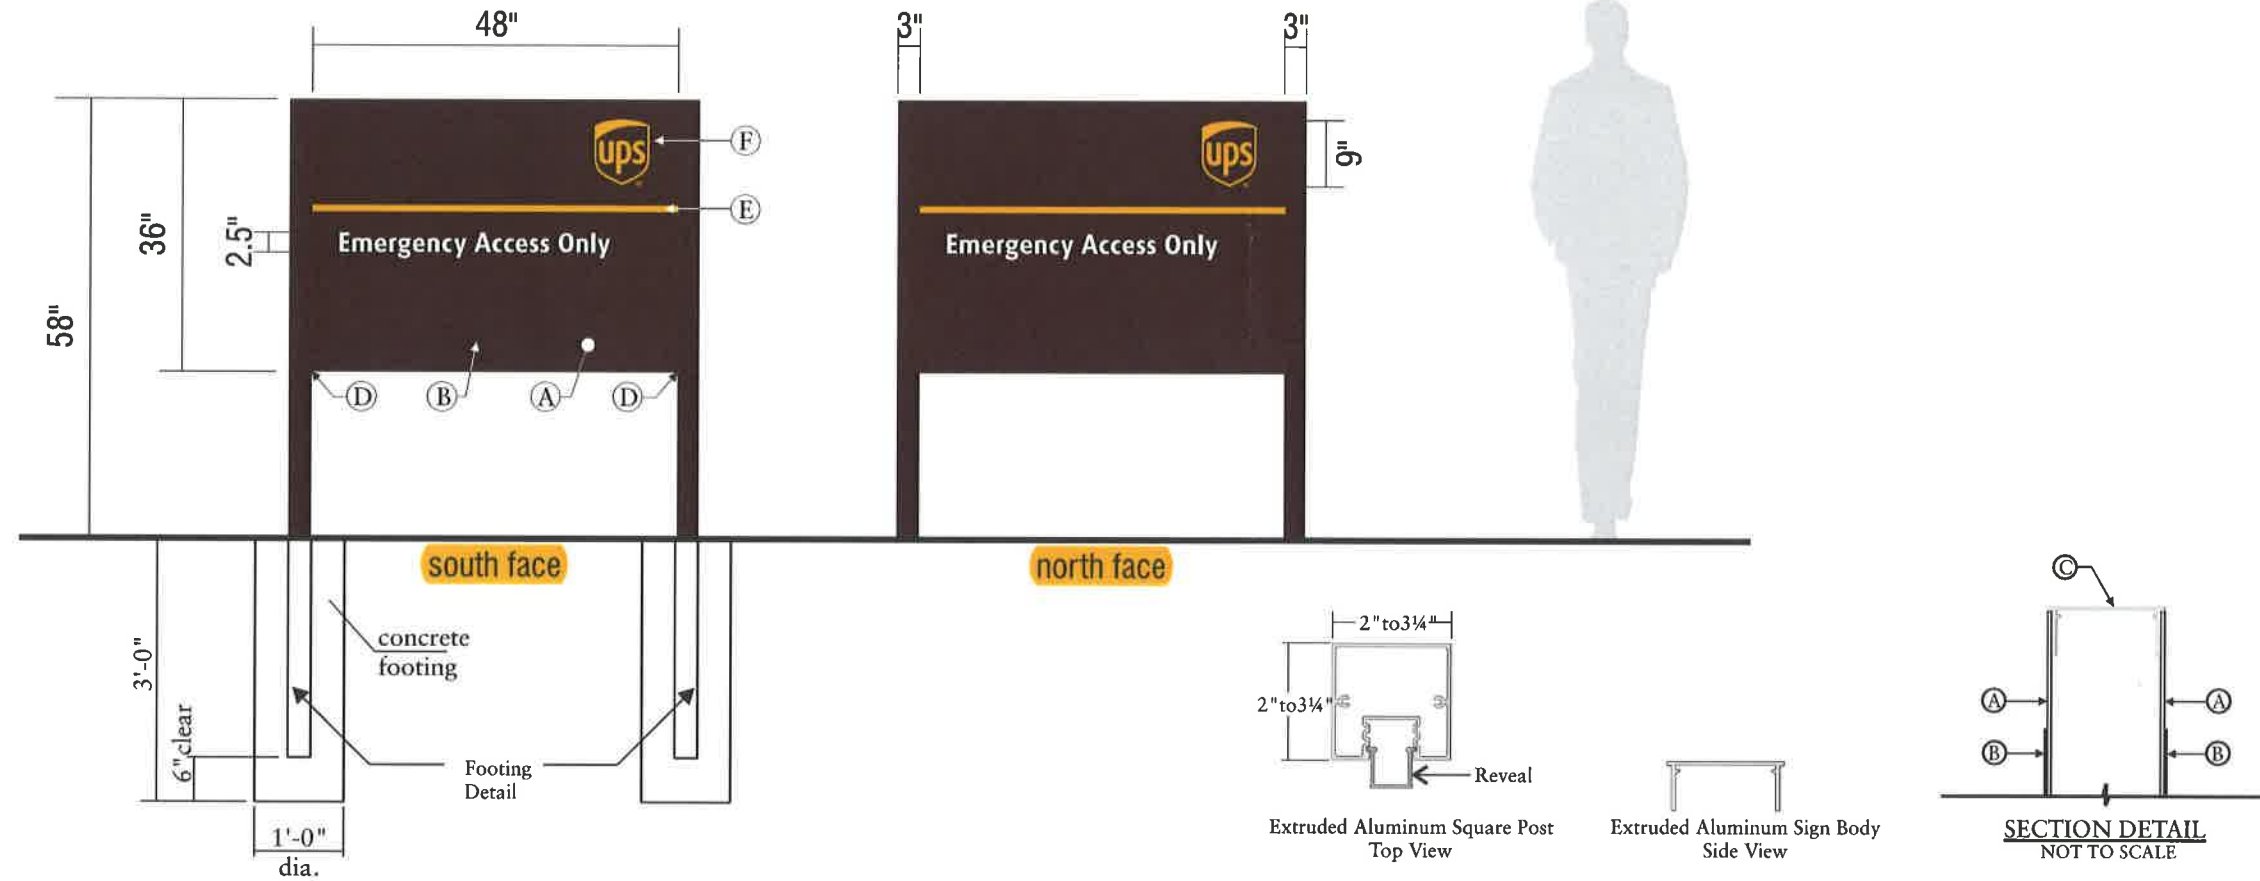 48"
3"
3"
ups
F
ups
9"
E
36"
2.5"
Emergency Access Only
Emergency Access Only
58"
D
B
A
D
south face
north face
concrete
footing
3'-0"
6" clear
Footing
Detail
1'-0"
dia.
2"to3¼"
2"to3¼"
Reveal
Extruded Aluminum Square Post
Top View
Extruded Aluminum Sign Body
Side View
C
A
A
B
B
SECTION DETAIL
NOT TO SCALE